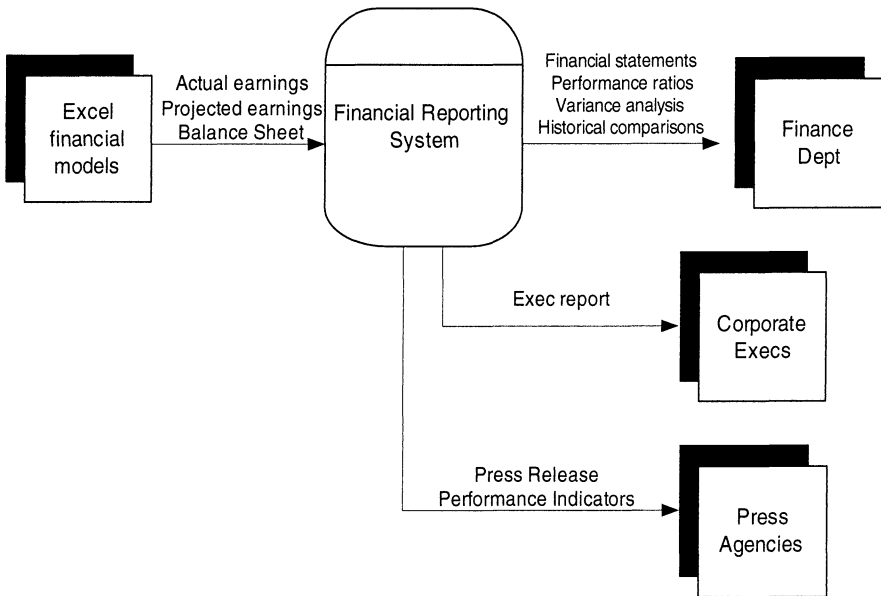 Excel
financial
models
Actual earnings
Projected earnings
Balance Sheet
Financial Reporting
System
Financial statements
Performance ratios
Variance analysis
Historical comparisons
Finance
Dept
Exec report
Corporate
Execs
Press Release
Performance Indicators
Press
Agencies